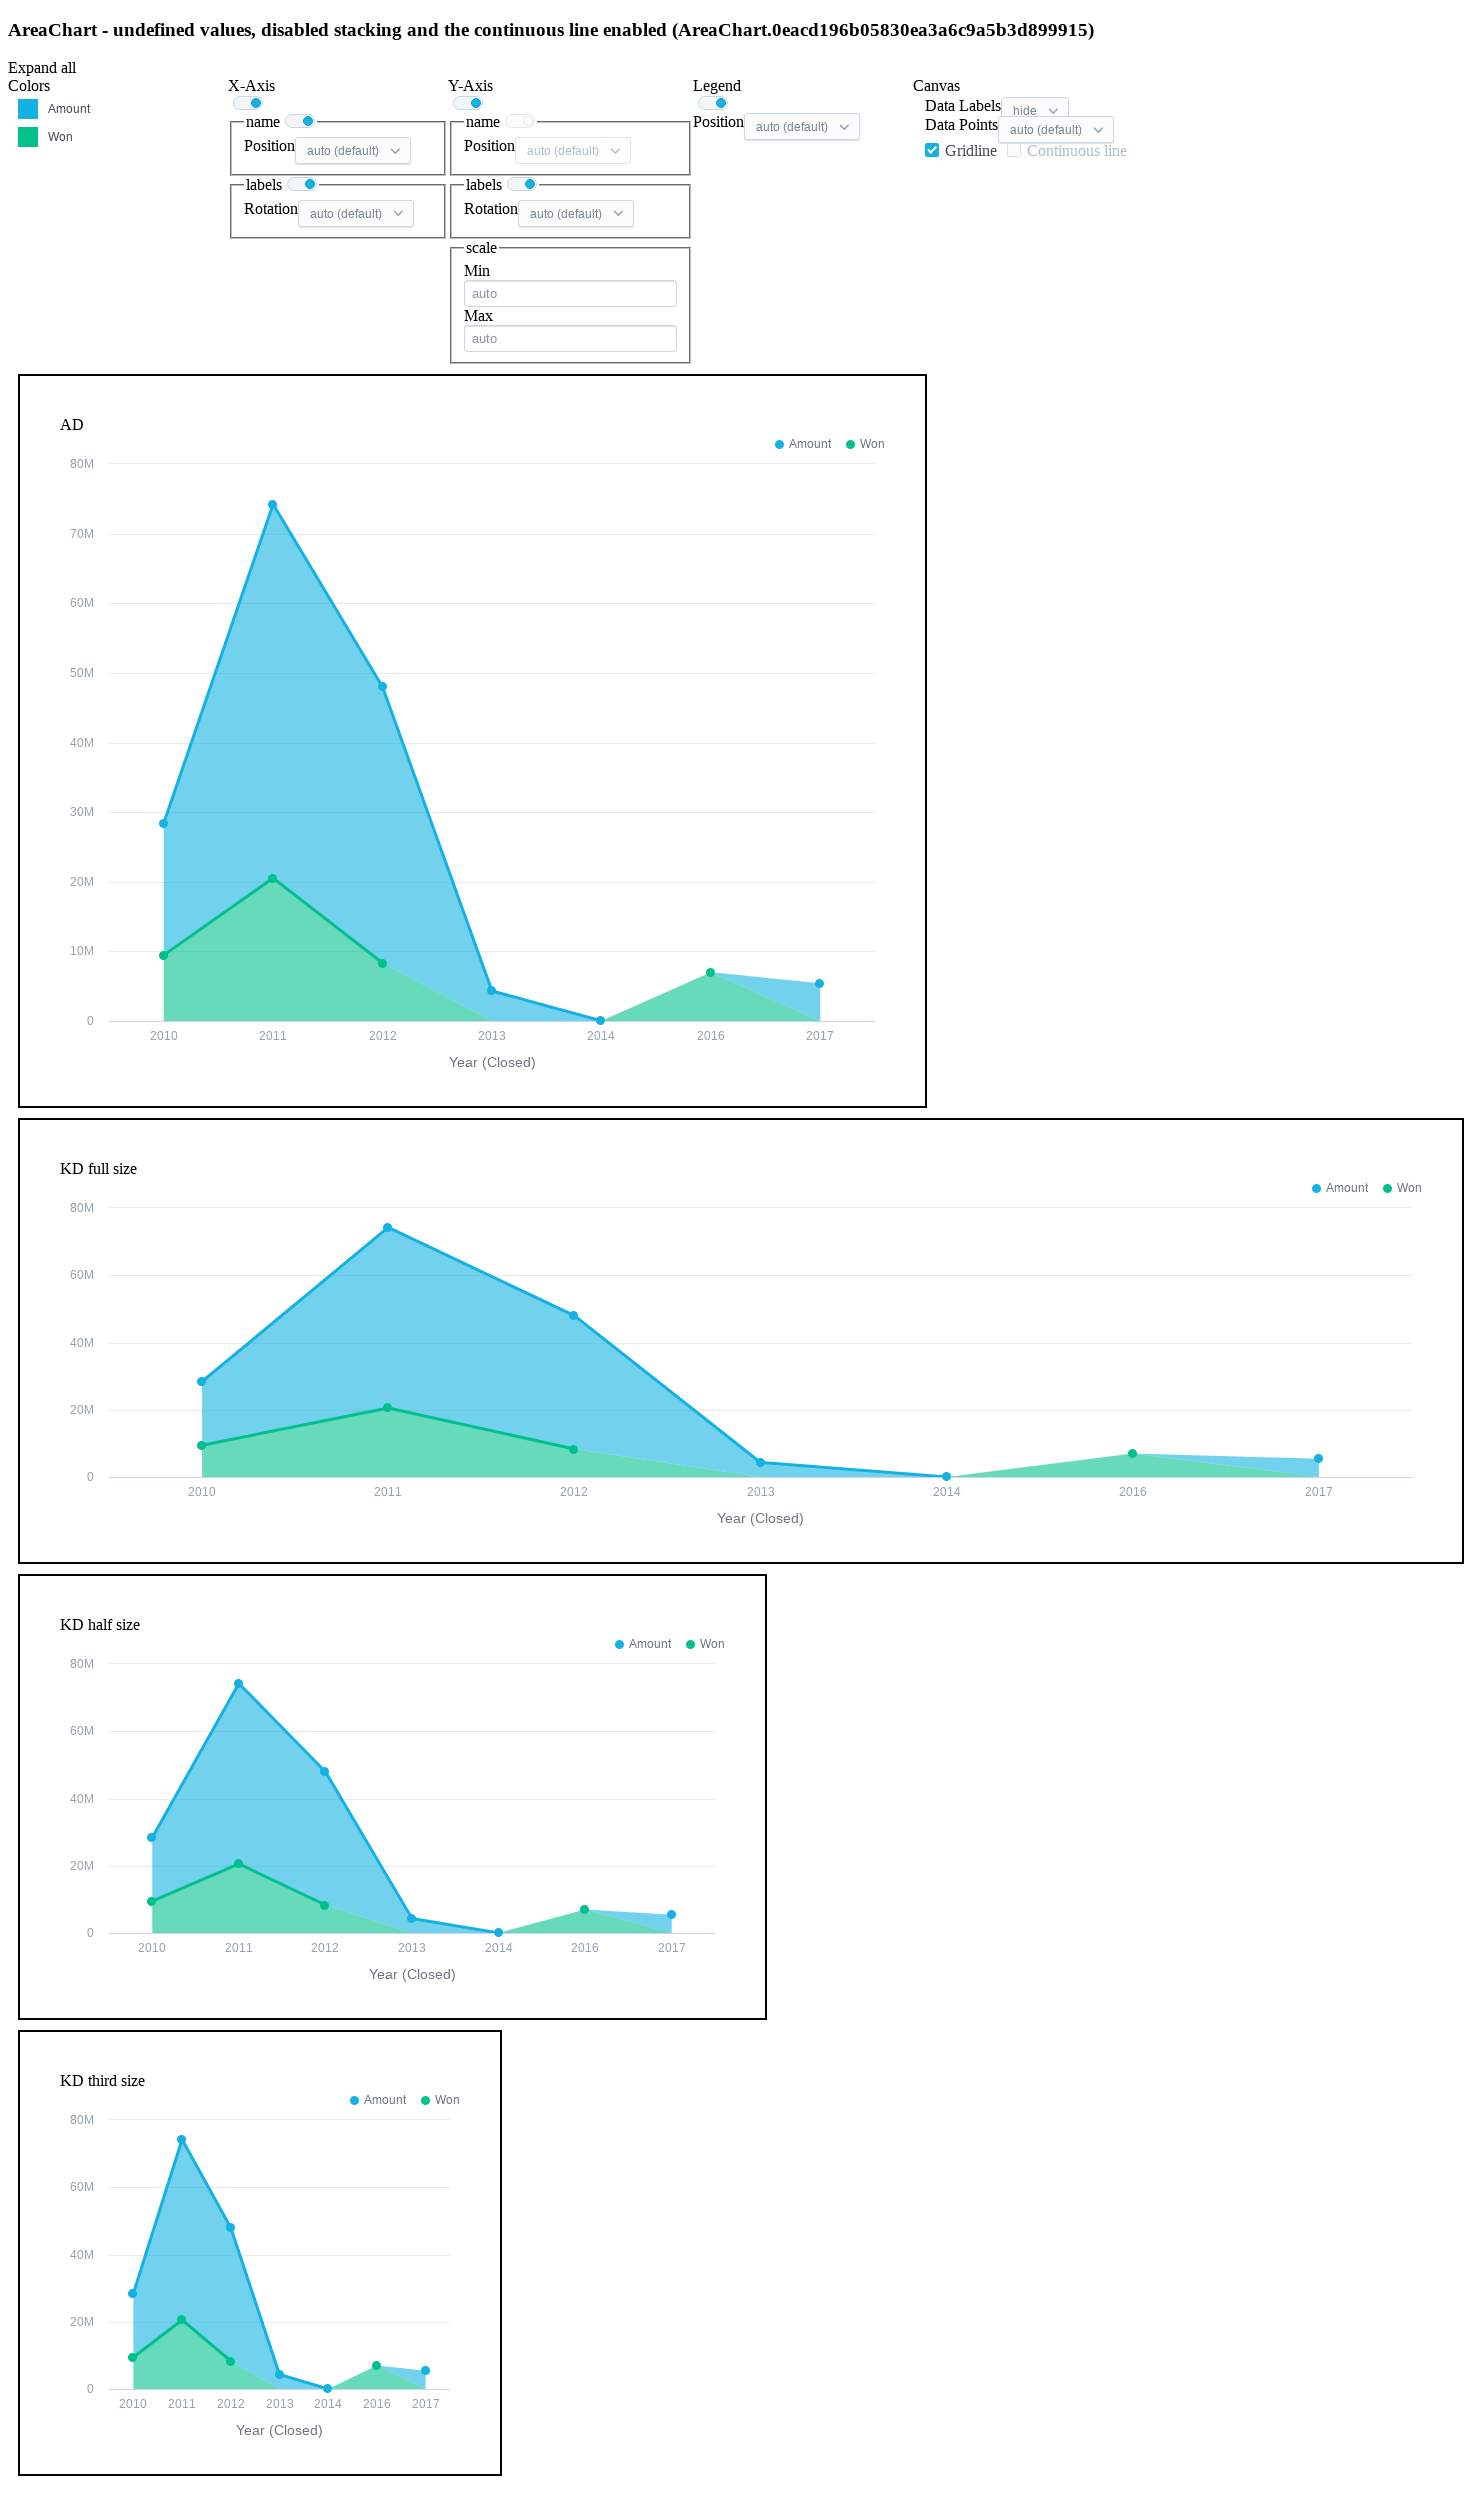 AreaChart - undefined values, disabled stacking and the continuous line enabled (AreaChart.0eacd196b05830ea3a6c9a5b3d899915)
Expand all
Colors
Amount
Won
X-Axis
name
Position auto (default)
labels
Rotation auto (default)
Y-Axis
name
Position auto (default)
labels
Rotation auto (default)
scale
Min
auto
Max
auto
Legend
Position auto (default)
Canvas
Data Labels hide
Data Points auto (default)
Gridline Continuous line
AD
Amount Won
80M
70M
60M
50M
40M
30M
20M
10M
0
2010 2011 2012 2013 2014 2016 2017
Year (Closed)
KD full size
Amount Won
80M
60M
40M
20M
0
2010 2011 2012 2013 2014 2016 2017
Year (Closed)
KD half size
Amount Won
80M
60M
40M
20M
0
2010 2011 2012 2013 2014 2016 2017
Year (Closed)
KD third size
Amount Won
80M
60M
40M
20M
0
2010 2011 2012 2013 2014 2016 2017
Year (Closed)